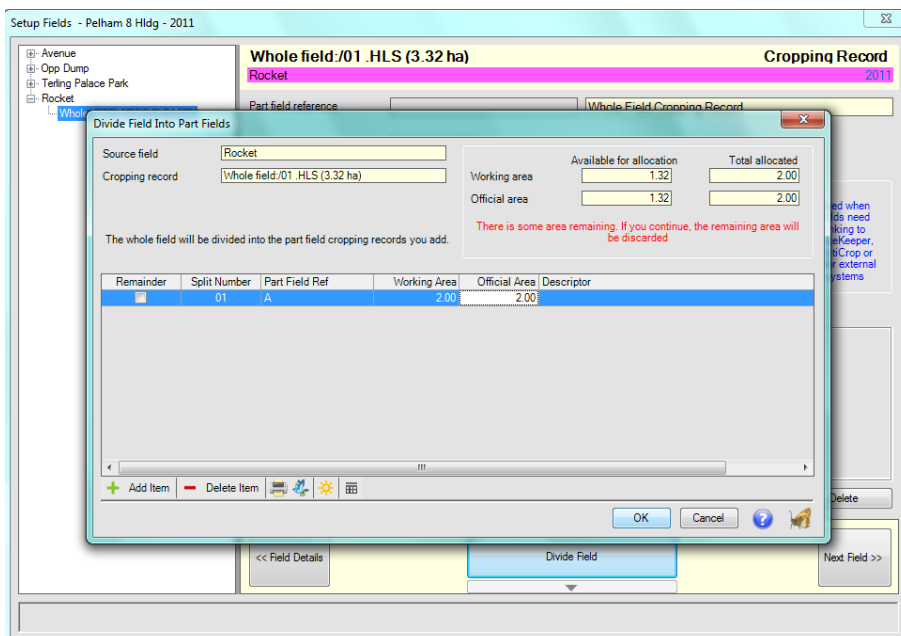 Setup Fields - Pelham 8 Hldg - 2011
Avenue
Opp Dump
Terling Palace Park
Rocket
Whole field:/01 .HLS (3.32 ha)
Cropping Record
Rocket
2011
Part field reference
Whole Field Cropping Record
Divide Field Into Part Fields
Source field
Rocket
Cropping record
Whole field:/01 .HLS (3.32 ha)
Available for allocation
Total allocated
Working area
1.32
2.00
Official area
1.32
2.00
There is some area remaining. If you continue, the remaining area will
be discarded
The whole field will be divided into the part field cropping records you add.
Remainder
Split Number
Part Field Ref
Working Area
Official Area
Descriptor
01
A
2.00
2.00
Add Item
Delete Item
OK
Cancel
ed when
lds need
nking to
eKeeper,
tiCrop or
r external
ystems
Delete
<< Field Details
Divide Field
Next Field >>